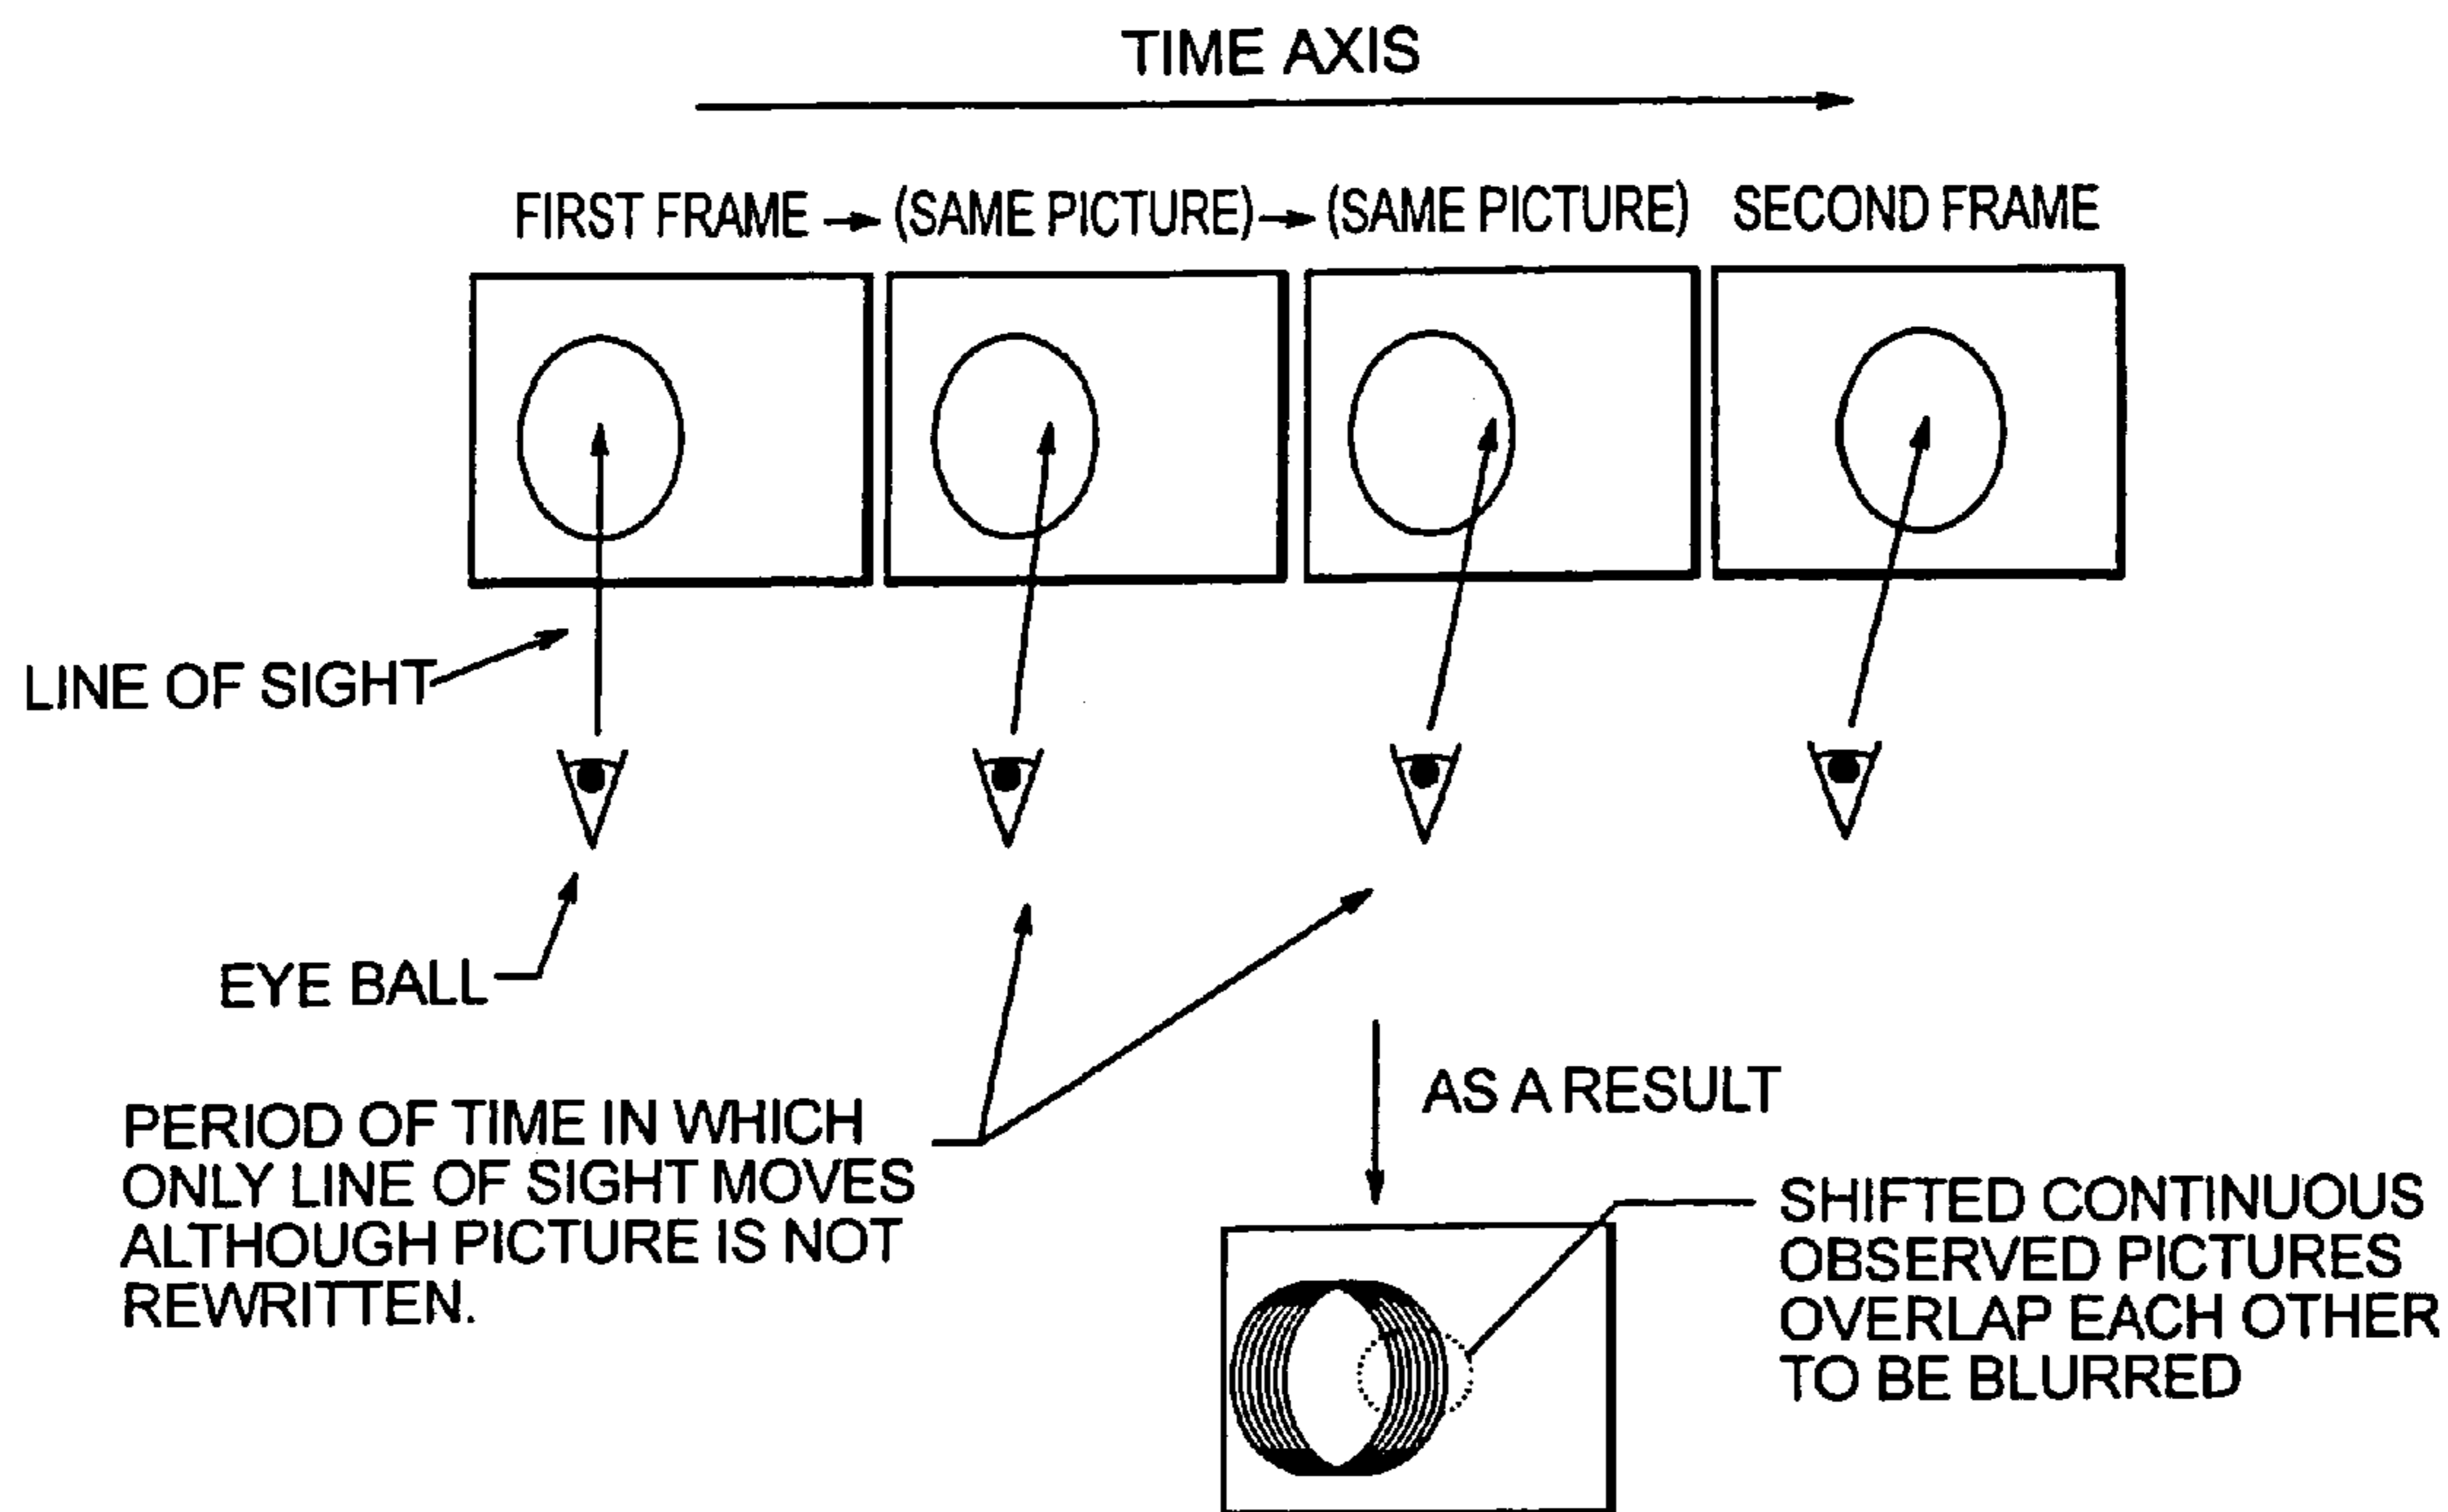 TIME AXIS
FIRST FRAME → (SAME PICTURE) → (SAME PICTURE) SECOND FRAME
LINE OF SIGHT
EYE BALL
PERIOD OF TIME IN WHICH
ONLY LINE OF SIGHT MOVES
ALTHOUGH PICTURE IS NOT
REWRITTEN.
AS A RESULT
SHIFTED CONTINUOUS
OBSERVED PICTURES
OVERLAP EACH OTHER
TO BE BLURRED